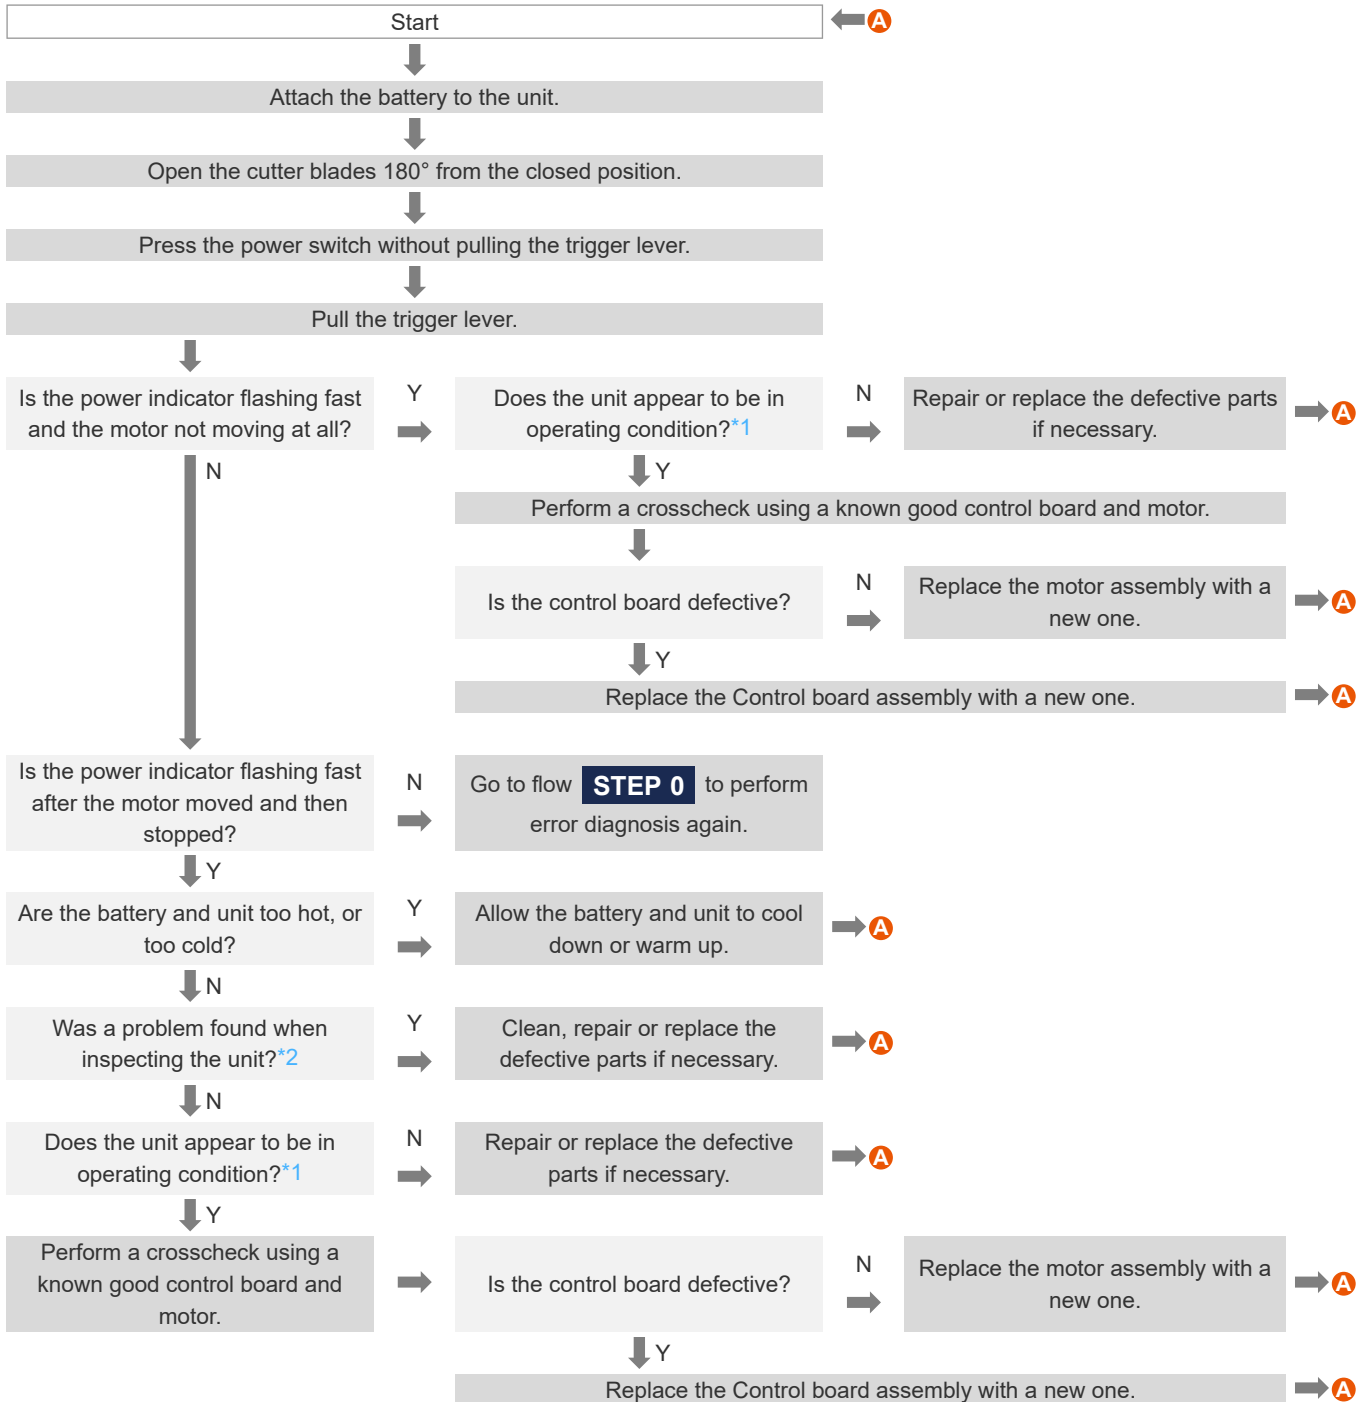 Start
A
Attach the battery to the unit.
Open the cutter blades 180° from the closed position.
Press the power switch without pulling the trigger lever.
Pull the trigger lever.
Is the power indicator flashing fast
and the motor not moving at all?
Y
Does the unit appear to be in
operating condition?*1
N
Repair or replace the defective parts
if necessary.
A
N
Y
Perform a crosscheck using a known good control board and motor.
Is the control board defective?
N
Replace the motor assembly with a
new one.
A
Y
Replace the Control board assembly with a new one.
A
Is the power indicator flashing fast
after the motor moved and then
stopped?
N
Go to flow STEP 0 to perform
error diagnosis again.
Y
Are the battery and unit too hot, or
too cold?
Y
Allow the battery and unit to cool
down or warm up.
A
N
Was a problem found when
inspecting the unit?*2
Y
Clean, repair or replace the
defective parts if necessary.
A
N
Does the unit appear to be in
operating condition?*1
N
Repair or replace the defective
parts if necessary.
A
Y
Perform a crosscheck using a
known good control board and
motor.
Is the control board defective?
N
Replace the motor assembly with a
new one.
A
Y
Replace the Control board assembly with a new one.
A